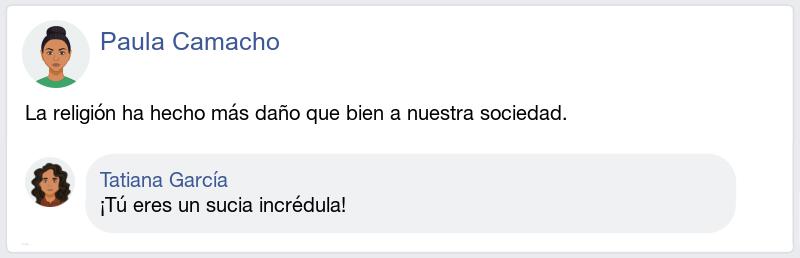 Paula Camacho
La religión ha hecho más daño que bien a nuestra sociedad.
Tatiana García
¡Tú eres un sucia incrédula!